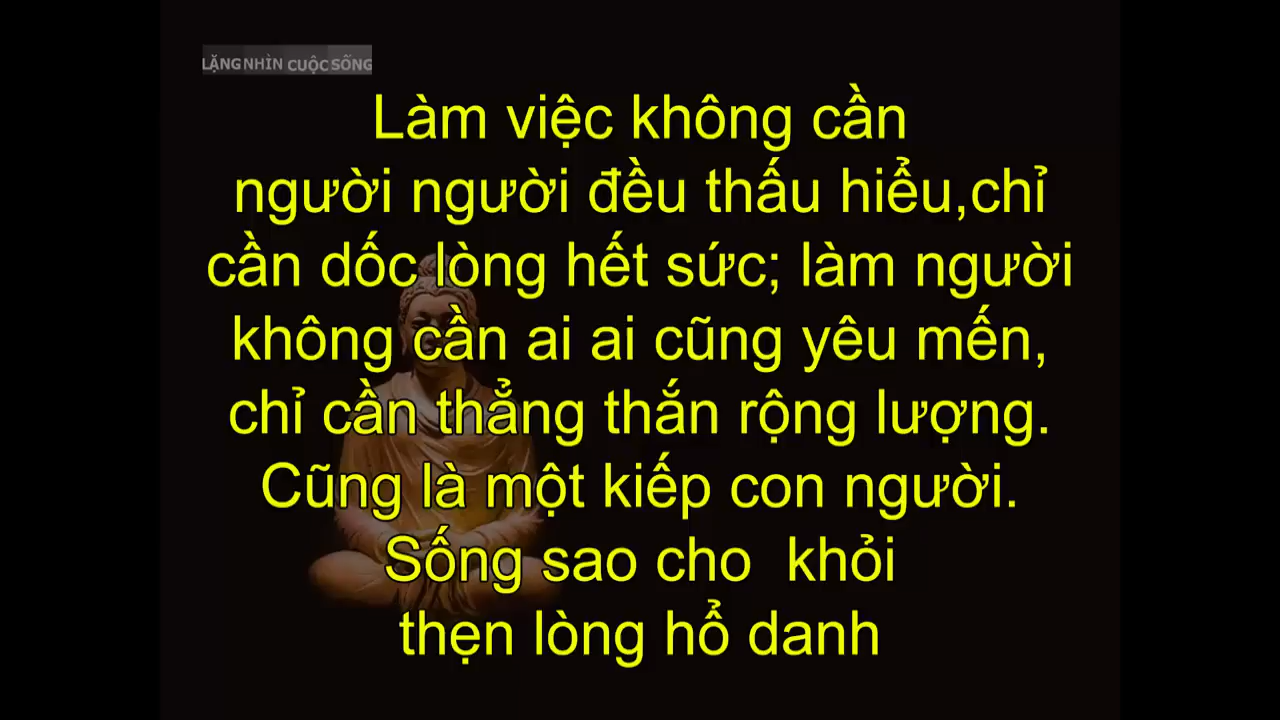 LẶNG NHÌN CUỘC SỐNG
Làm việc không cần
người người đều thấu hiểu,chỉ
cần dốc lòng hết sức; làm người
không cần ai ai cũng yêu mến,
chỉ cần thẳng thắn rộng lượng.
Cũng là một kiếp con người.
Sống sao cho  khỏi
thẹn lòng hổ danh